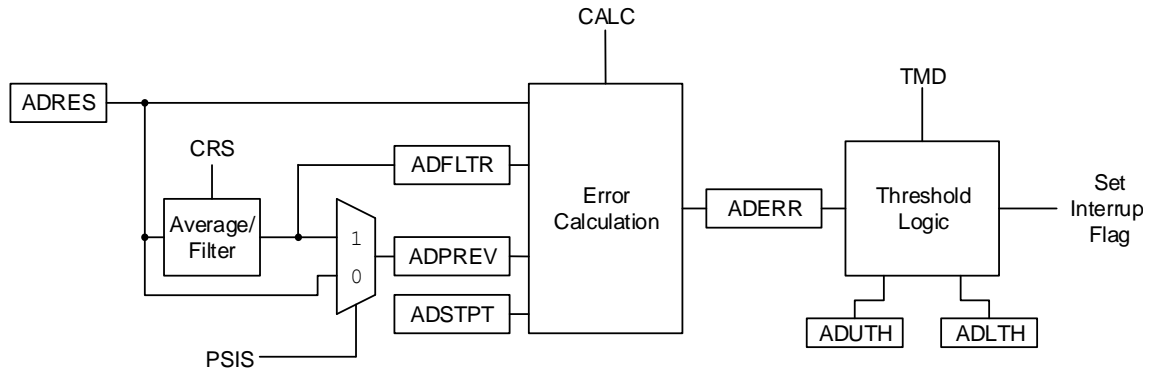 CALC
TMD
ADRES
CRS
ADFLTR
Average/
Filter
1
0
ADPREV
ADSTPT
PSIS
Error
Calculation
ADERR
Threshold
Logic
Set
Interrup
Flag
ADUTH
ADLTH